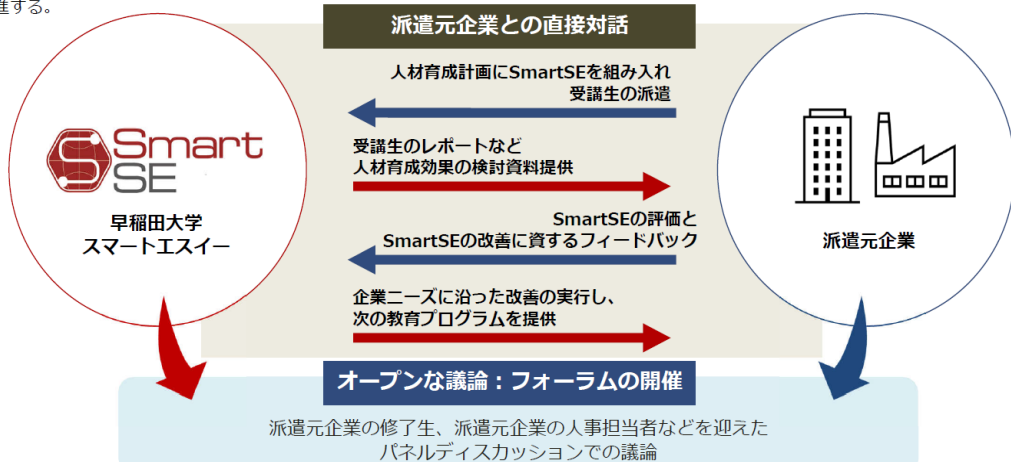 進する。
派遣元企業との直接対話
人材育成計画にSmartSEを組み入れ
受講生の派遣
受講生のレポートなど
人材育成効果の検討資料提供
SmartSEの評価と
SmartSEの改善に資するフィードバック
企業ニーズに沿った改善の実行し、
次の教育プログラムを提供
Smart
SE
早稲田大学
スマートエスイー
派遣元企業
オープンな議論：フォーラムの開催
派遣元企業の修了生、派遣元企業の人事担当者などを迎えた
パネルディスカッションでの議論